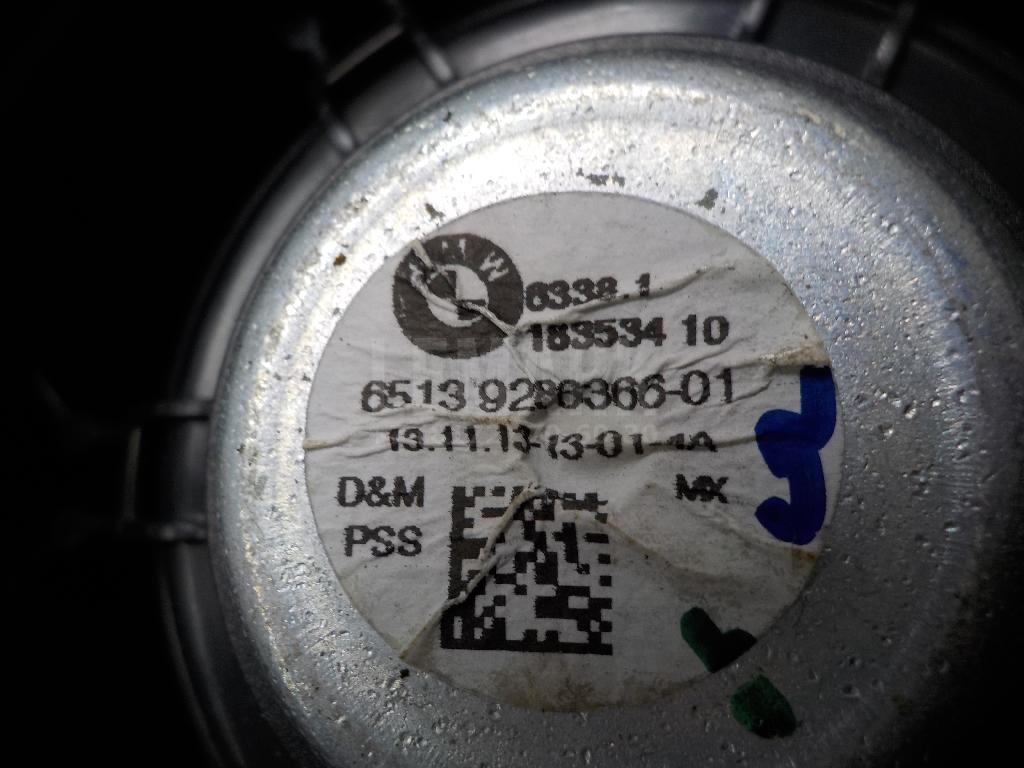 BMW
6338.1
183534 10
6513 9286366-01
13.11.13-13-01-4A
D&M
MX
PSS